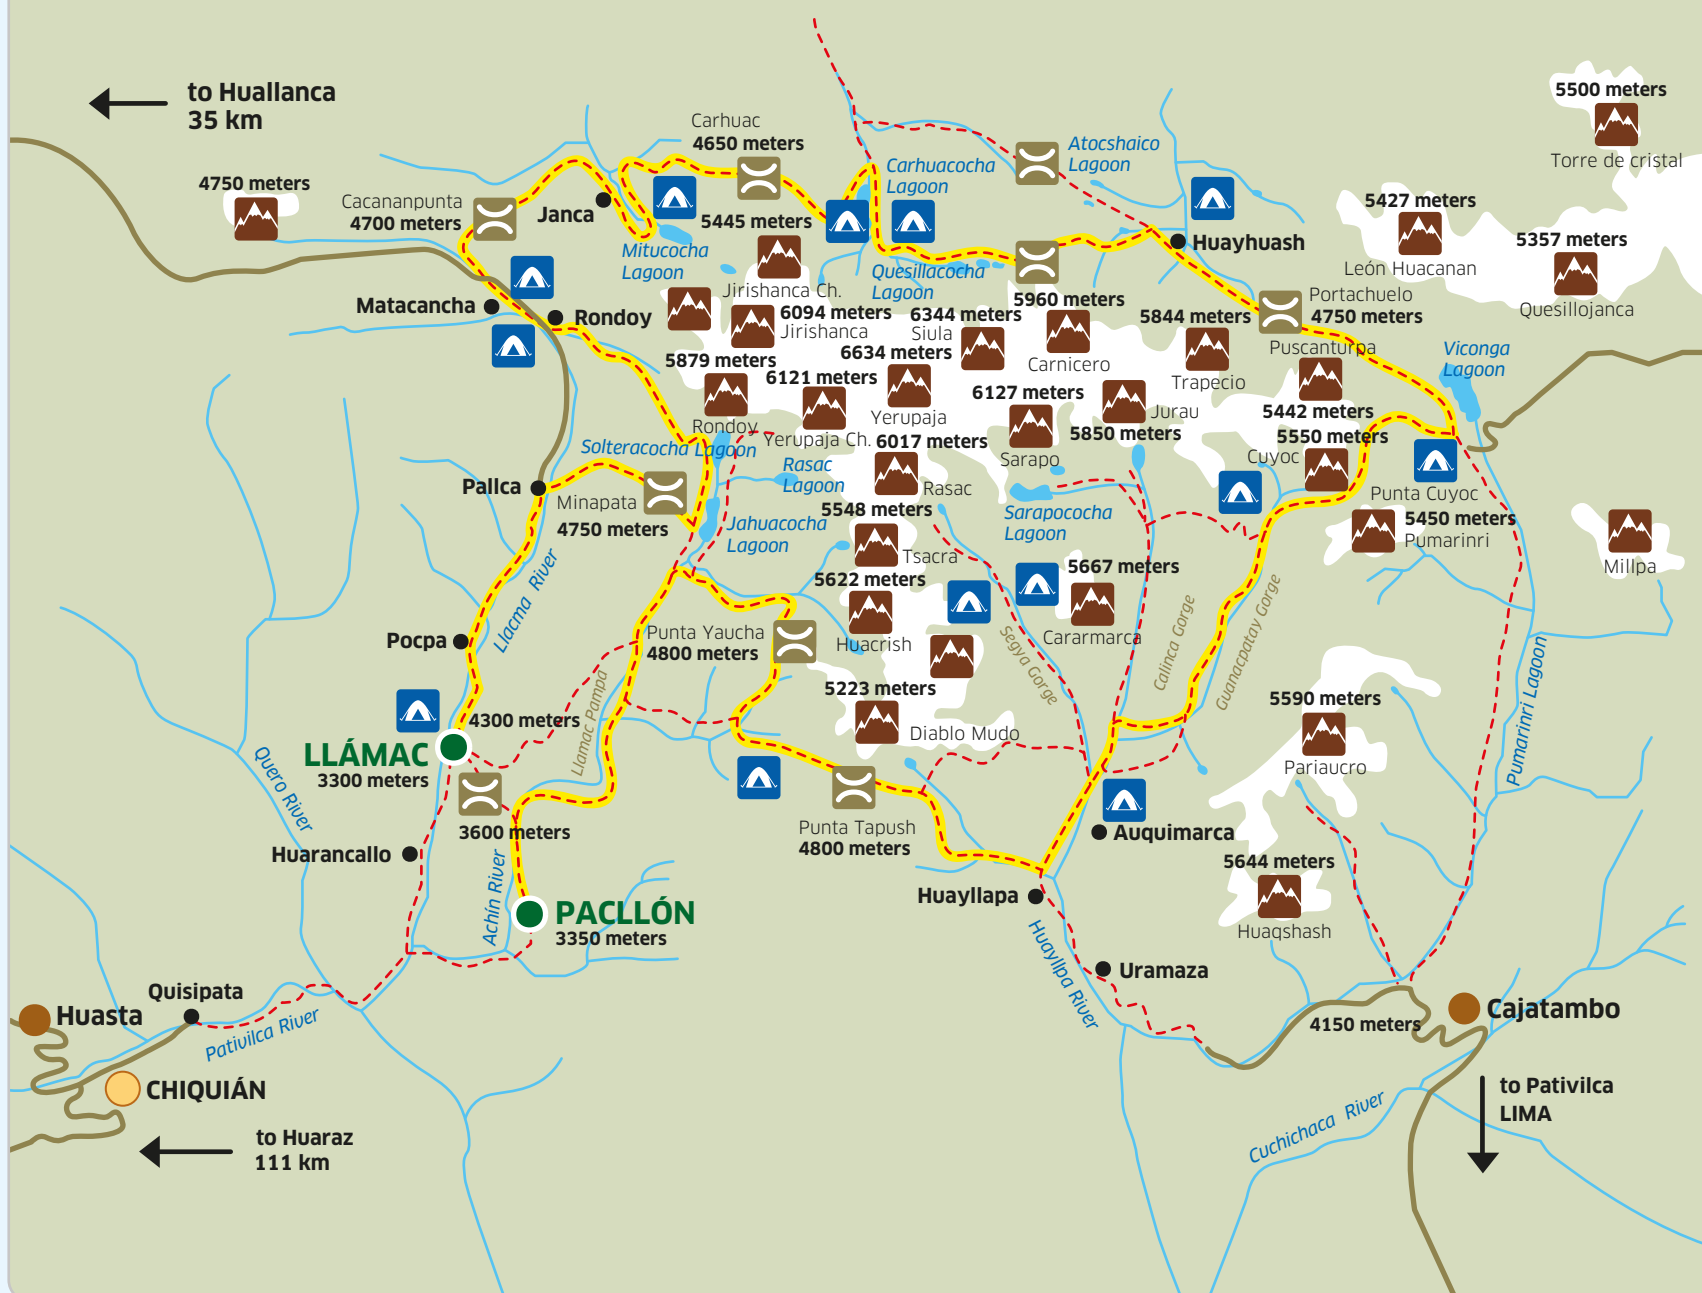 to Huallanca
35 km
Carhuac
4650 meters
Atocshaico
Lagoon
5500 meters
Torre de cristal
4750 meters
Cacananpunta
4700 meters
Janca
5445 meters
Carhuacocha
Lagoon
5427 meters
León Huacanan
5357 meters
Quesillojanca
Huayhuash
Mitucocha
Lagoon
Jirishanca Ch.
Quesillacocha
Lagoon
Matacancha
Rondoy
6094 meters
Jirishanca
6344 meters
Siula
5960 meters
Carnicero
5844 meters
Trapecio
Portachuelo
4750 meters
Puscanturpa
5442 meters
Viconga
Lagoon
5879 meters
Rondoy
6121 meters
Yerupaja Ch.
6634 meters
Yerupaja
6127 meters
Sarapo
Jurau
5850 meters
5550 meters
Cuyoc
Punta Cuyoc
Solteracocha Lagoon
Rasac
Lagoon
6017 meters
Rasac
Pallca
Minapata
4750 meters
Jahuacocha
Lagoon
5548 meters
Tsacra
Sarapococha
Lagoon
5450 meters
Pumarinri
Millpa
Llacma River
5622 meters
Huacrish
5667 meters
Cararmarca
Pocpa
Punta Yaucha
4800 meters
Segya Gorge
Calinca Gorge
Guanacpatay Gorge
Pumarinri Lagoon
5223 meters
Diablo Mudo
5590 meters
Pariaucro
4300 meters
LLÁMAC
3300 meters
Llamac Pampa
Quero River
3600 meters
Huarancallo
Punta Tapush
4800 meters
Auquimarca
5644 meters
Huaqshash
Achín River
PACLLÓN
3350 meters
Huayllapa
Huayllpa River
Uramaza
Quisipata
Huasta
Pativilca River
CHIQUIÁN
to Huaraz
111 km
4150 meters
Cajatambo
to Pativilca
LIMA
Cuchichaca River